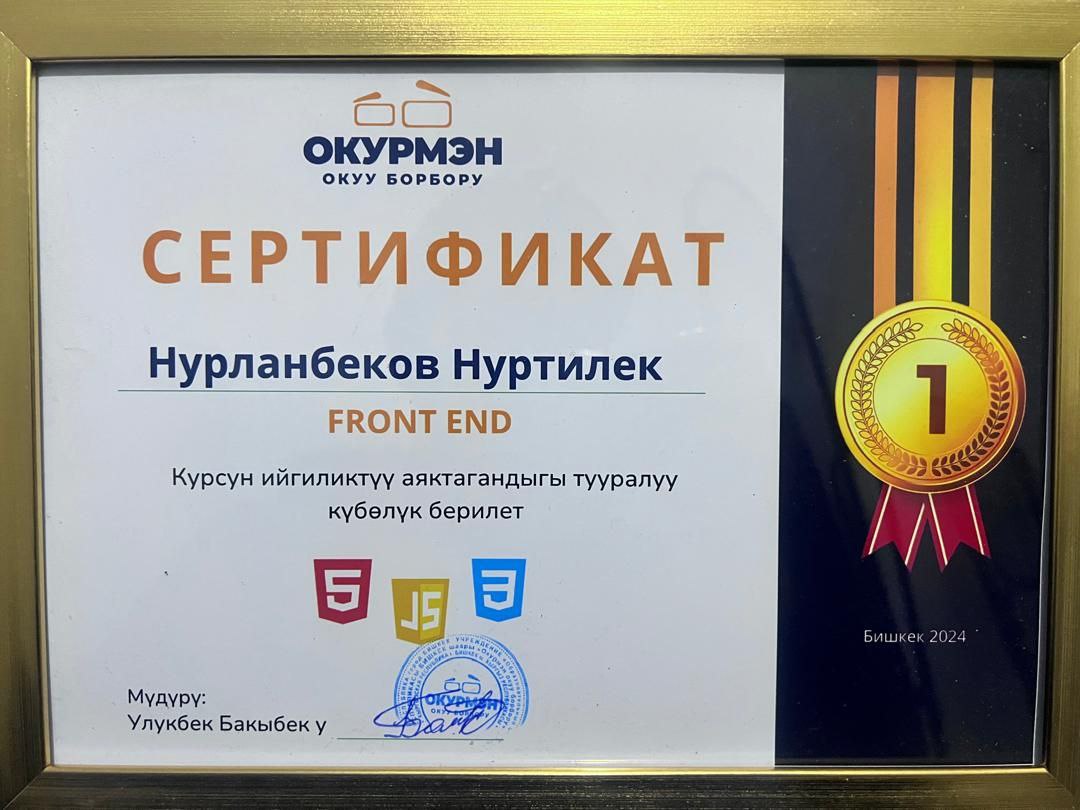 ОКУРМЭН
ОКУУ БОРБОРУ
СЕРТИФИКАТ
Нурланбеков Нуртилек
FRONT END
Курсун ийгиликтүү аяктагандыгы тууралуу
күбөлүк берилет
5
JS
3
1
Бишкек 2024
Мүдүрү:
Улукбек Бакыбек у
ОКУРМЭН
ОКУУ БОРБОРУ